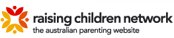 raising children network
the australian parenting website